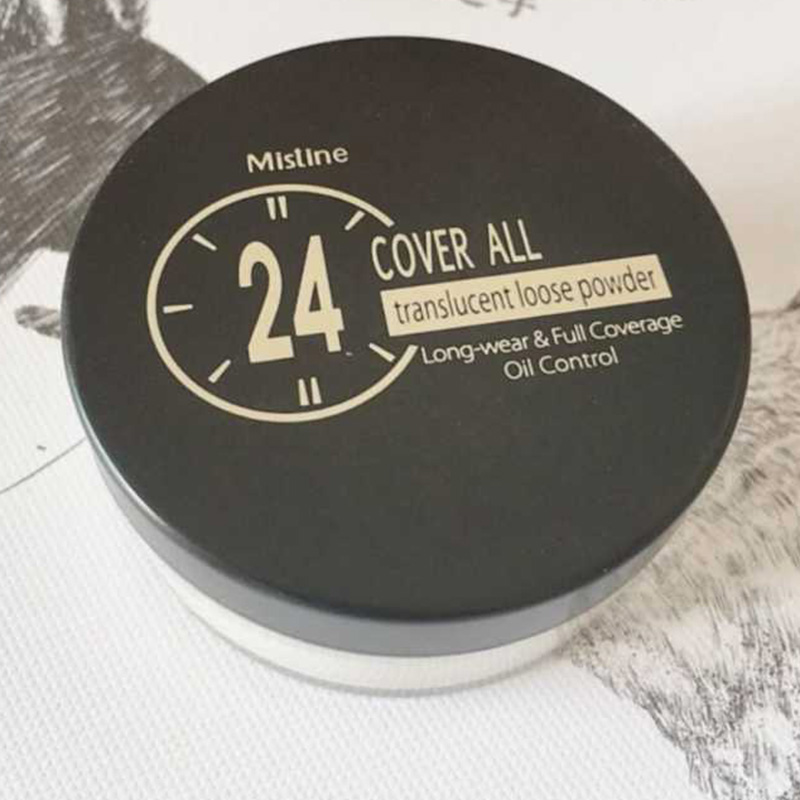 Mistine
24
COVER ALL
translucent loose powder
Long-wear & Full Coverage
Oil Control